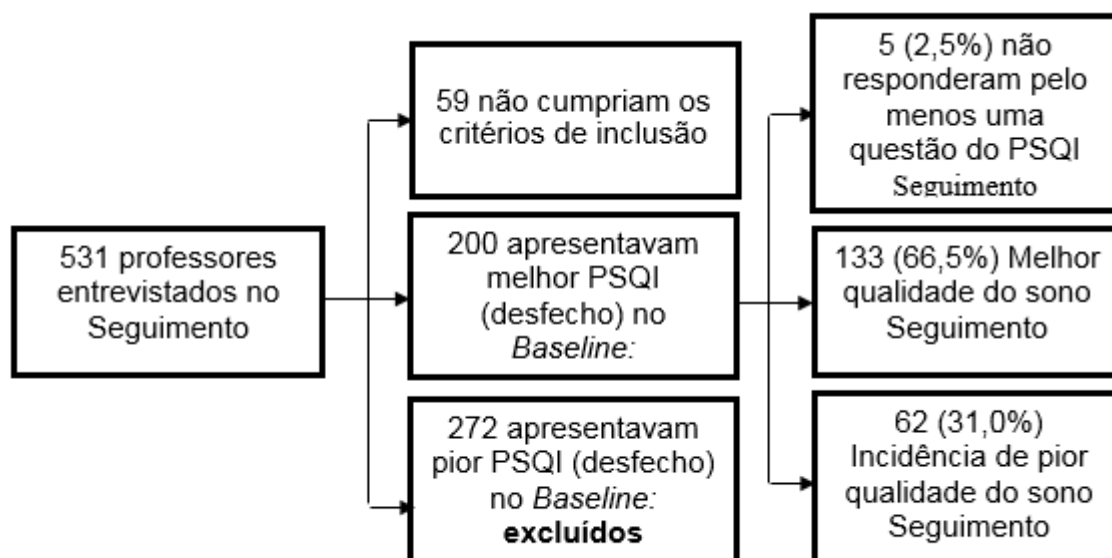 531 professores
entrevistados no
Seguimento
59 não cumpriam os
critérios de inclusão
200 apresentavam
melhor PSQI
(desfecho) no
Baseline:
272 apresentavam
pior PSQI (desfecho)
no Baseline:
excluídos
5 (2,5%) não
responderam pelo
menos uma
questão do PSQI
Seguimento
133 (66,5%) Melhor
qualidade do sono
Seguimento
62 (31,0%)
Incidência de pior
qualidade do sono
Seguimento